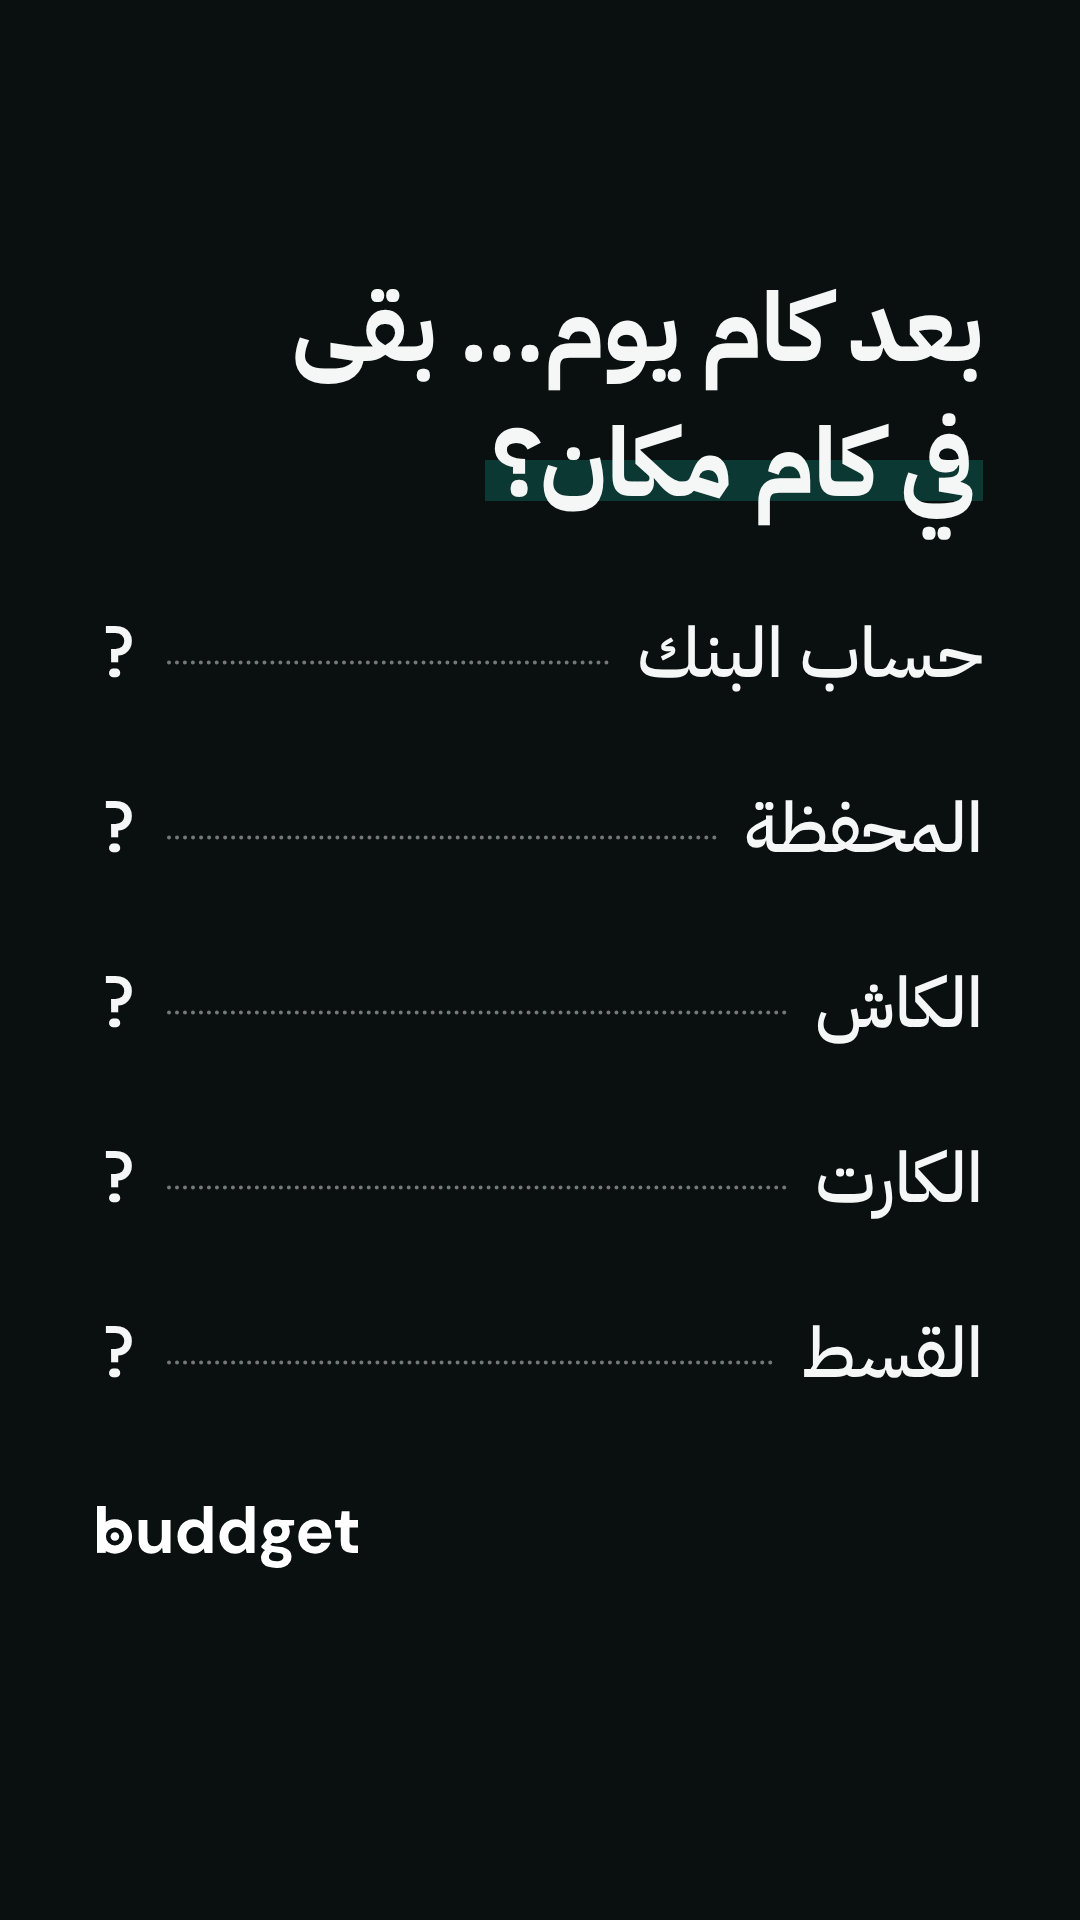 بعد كام يوم... بقى
في كام مكان؟
حساب البنك ?
المحفظة ?
الكاش ?
الكارت ?
القسط ?
buddget